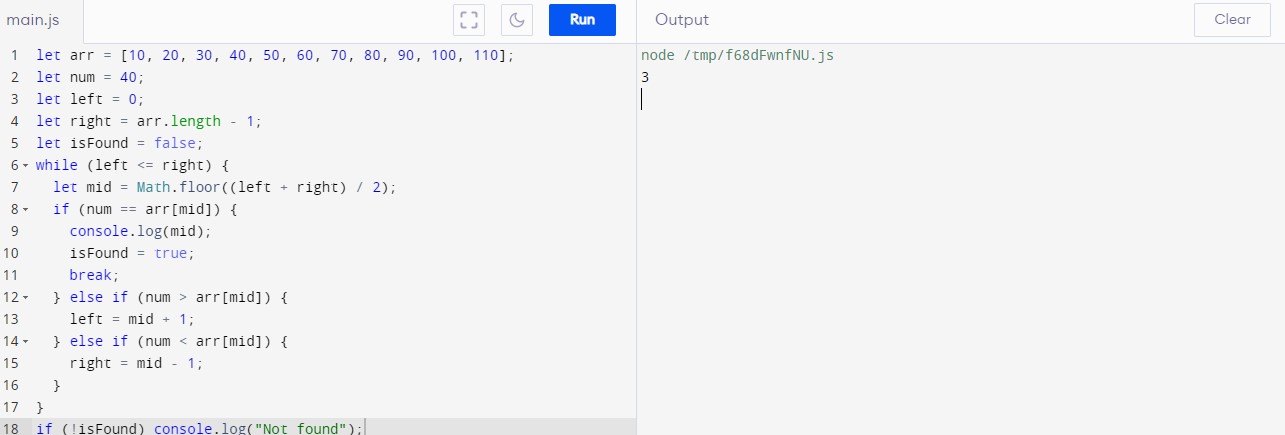 main.js
Run
Output
Clear
1 let arr = [10, 20, 30, 40, 50, 60, 70, 80, 90, 100, 110];
2 let num = 40;
3 let left = 0;
4 let right = arr.length - 1;
5 let isFound = false;
6 while (left <= right) {
7   let mid = Math.floor((left + right) / 2);
8   if (num == arr[mid]) {
9     console.log(mid);
10     isFound = true;
11     break;
12   } else if (num > arr[mid]) {
13     left = mid + 1;
14   } else if (num < arr[mid]) {
15     right = mid - 1;
16   }
17 }
18 if (!isFound) console.log("Not found");
node /tmp/f68dFwnfNU.js
3